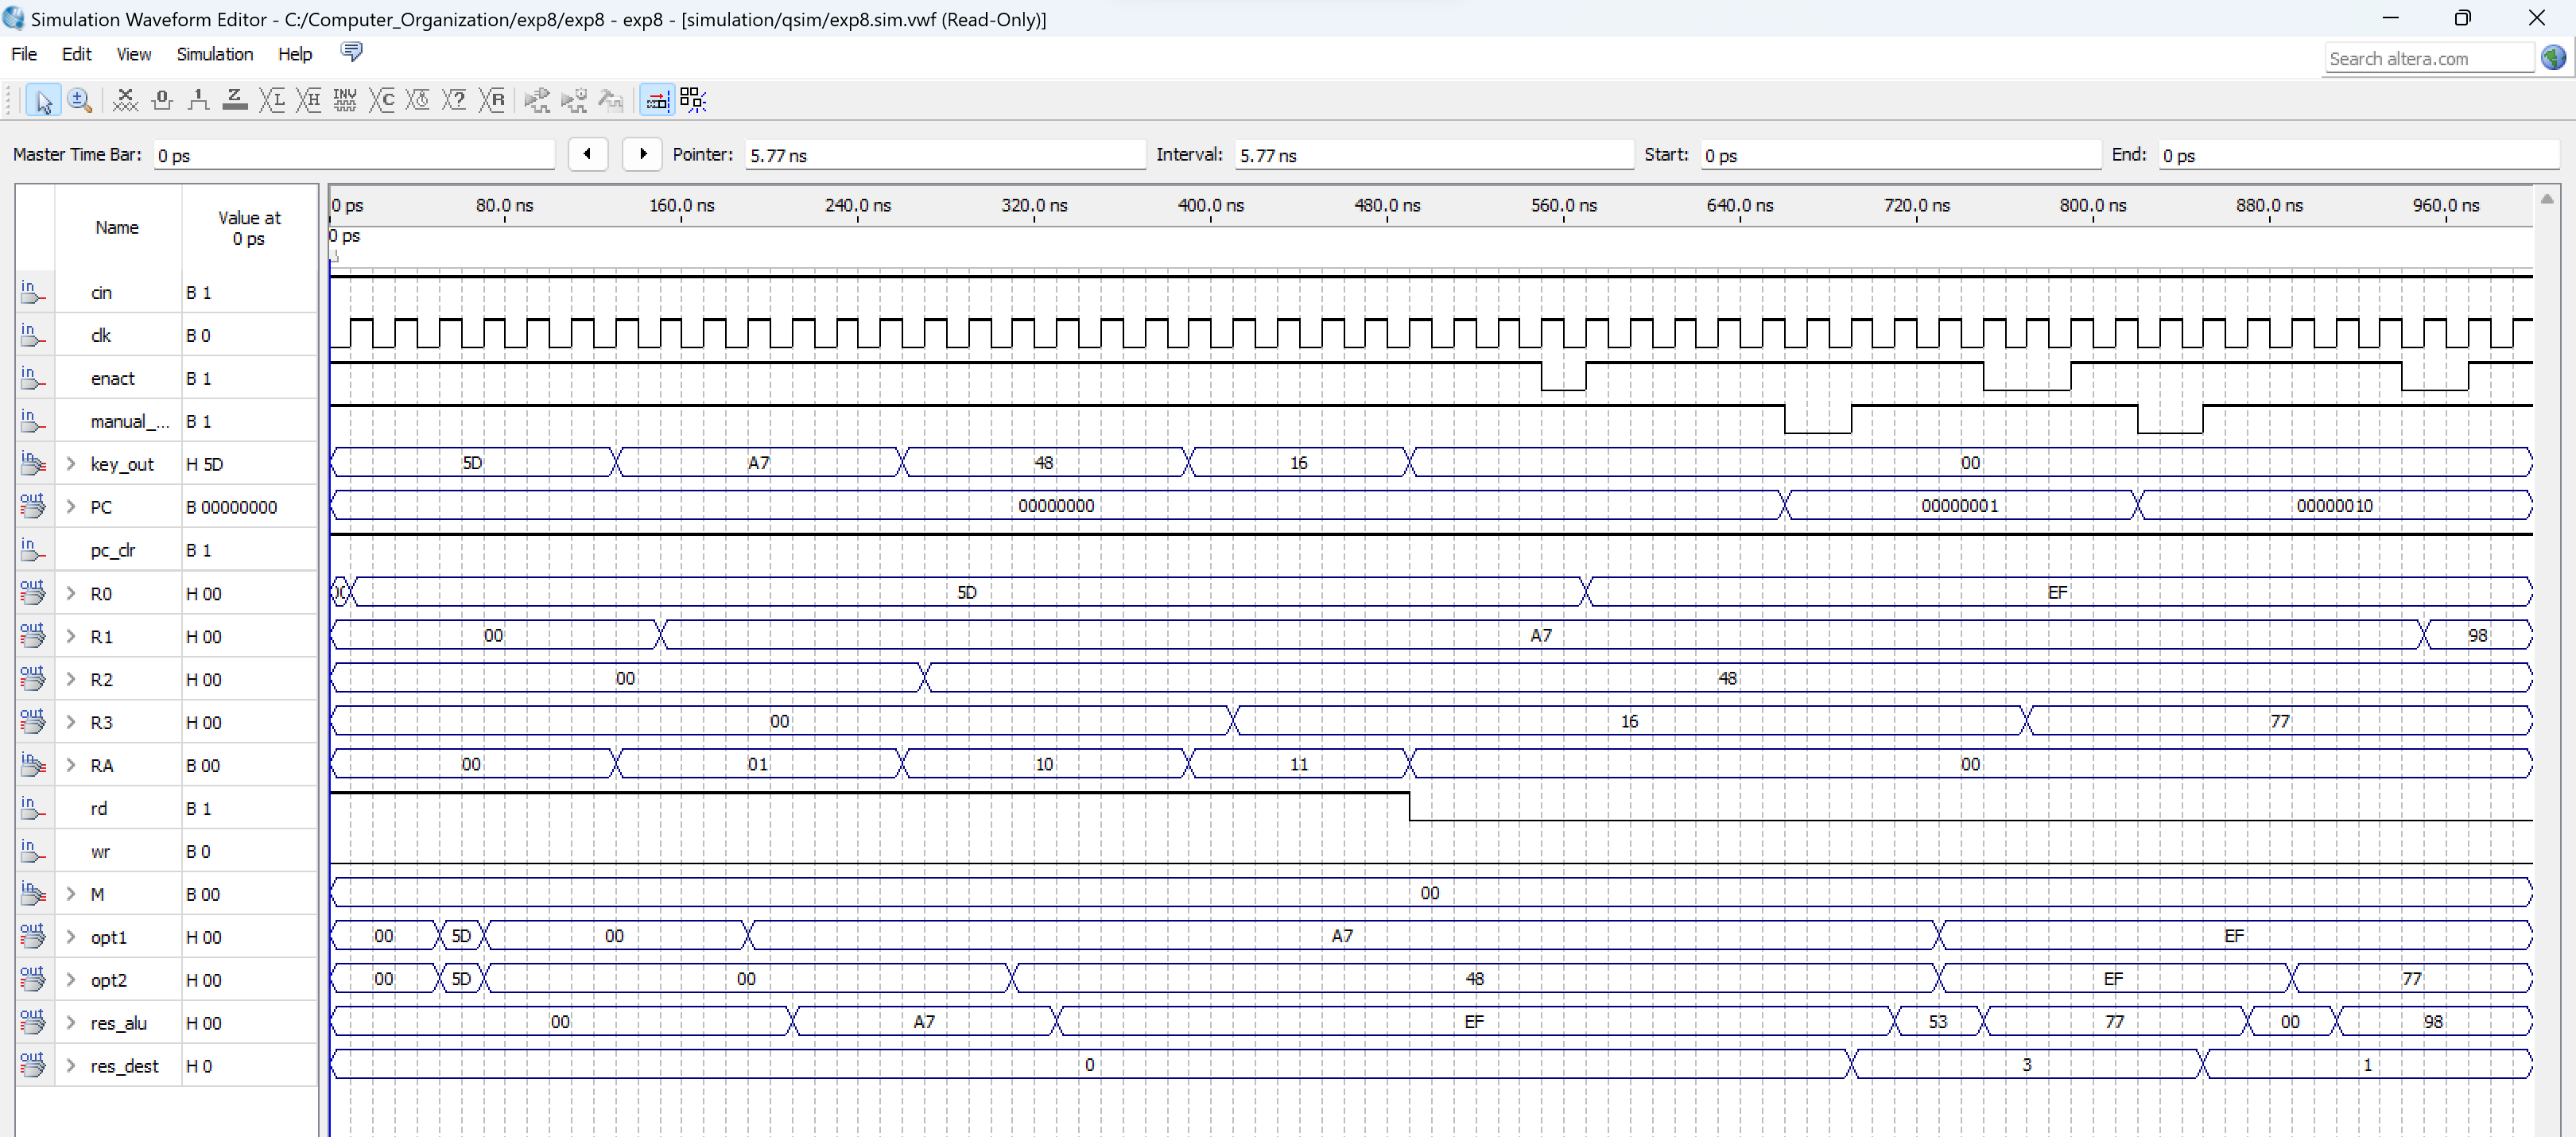 Simulation Waveform Editor - C:/Computer_Organization/exp8/exp8 - exp8 - [simulation/qsim/exp8.sim.vwf (Read-Only)]
File Edit View Simulation Help
Search altera.com
Master Time Bar: 0 ps Pointer: 5.77 ns Interval: 5.77 ns Start: 0 ps End: 0 ps
Name Value at 0 ps
0 ps 80.0 ns 160.0 ns 240.0 ns 320.0 ns 400.0 ns 480.0 ns 560.0 ns 640.0 ns 720.0 ns 800.0 ns 880.0 ns 960.0 ns
0 ps
in cin B 1
in clk B 0
in enact B 1
in manual_... B 1
in key_out H 5D 5D A7 48 16 00
out PC B 00000000 00000000 00000001 00000010
in pc_clr B 1
out R0 H 00 5D EF
out R1 H 00 00 A7 98
out R2 H 00 00 48
out R3 H 00 00 16 77
in RA B 00 00 01 10 11 00
in rd B 1
in wr B 0
in M B 00 00
out opt1 H 00 00 5D 00 A7 EF
out opt2 H 00 00 5D 00 48 EF 77
out res_alu H 00 00 A7 EF 53 77 00 98
out res_dest H 0 0 3 1